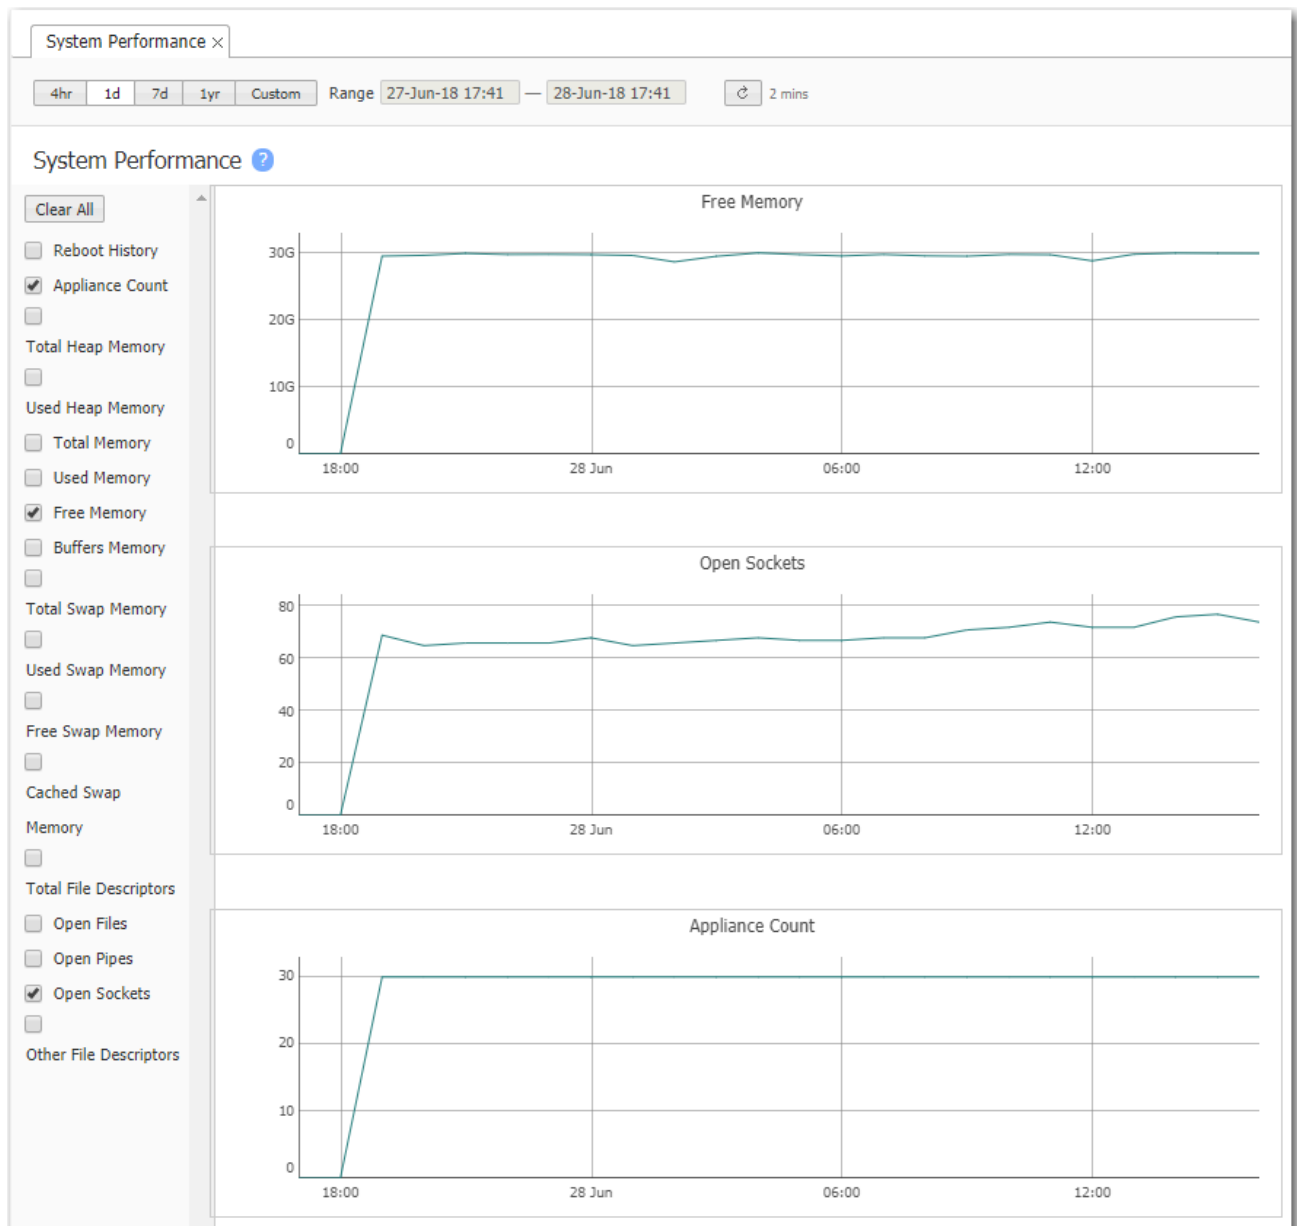 System Performance ×
4hr 1d 7d 1yr Custom Range 27-Jun-18 17:41 — 28-Jun-18 17:41 2 mins
System Performance ?
Clear All
Reboot History
Appliance Count
Total Heap Memory
Used Heap Memory
Total Memory
Used Memory
Free Memory
Buffers Memory
Total Swap Memory
Used Swap Memory
Free Swap Memory
Cached Swap
Memory
Total File Descriptors
Open Files
Open Pipes
Open Sockets
Other File Descriptors
Free Memory
30G
20G
10G
0
18:00 28 Jun 06:00 12:00
Open Sockets
80
60
40
20
0
18:00 28 Jun 06:00 12:00
Appliance Count
30
20
10
0
18:00 28 Jun 06:00 12:00